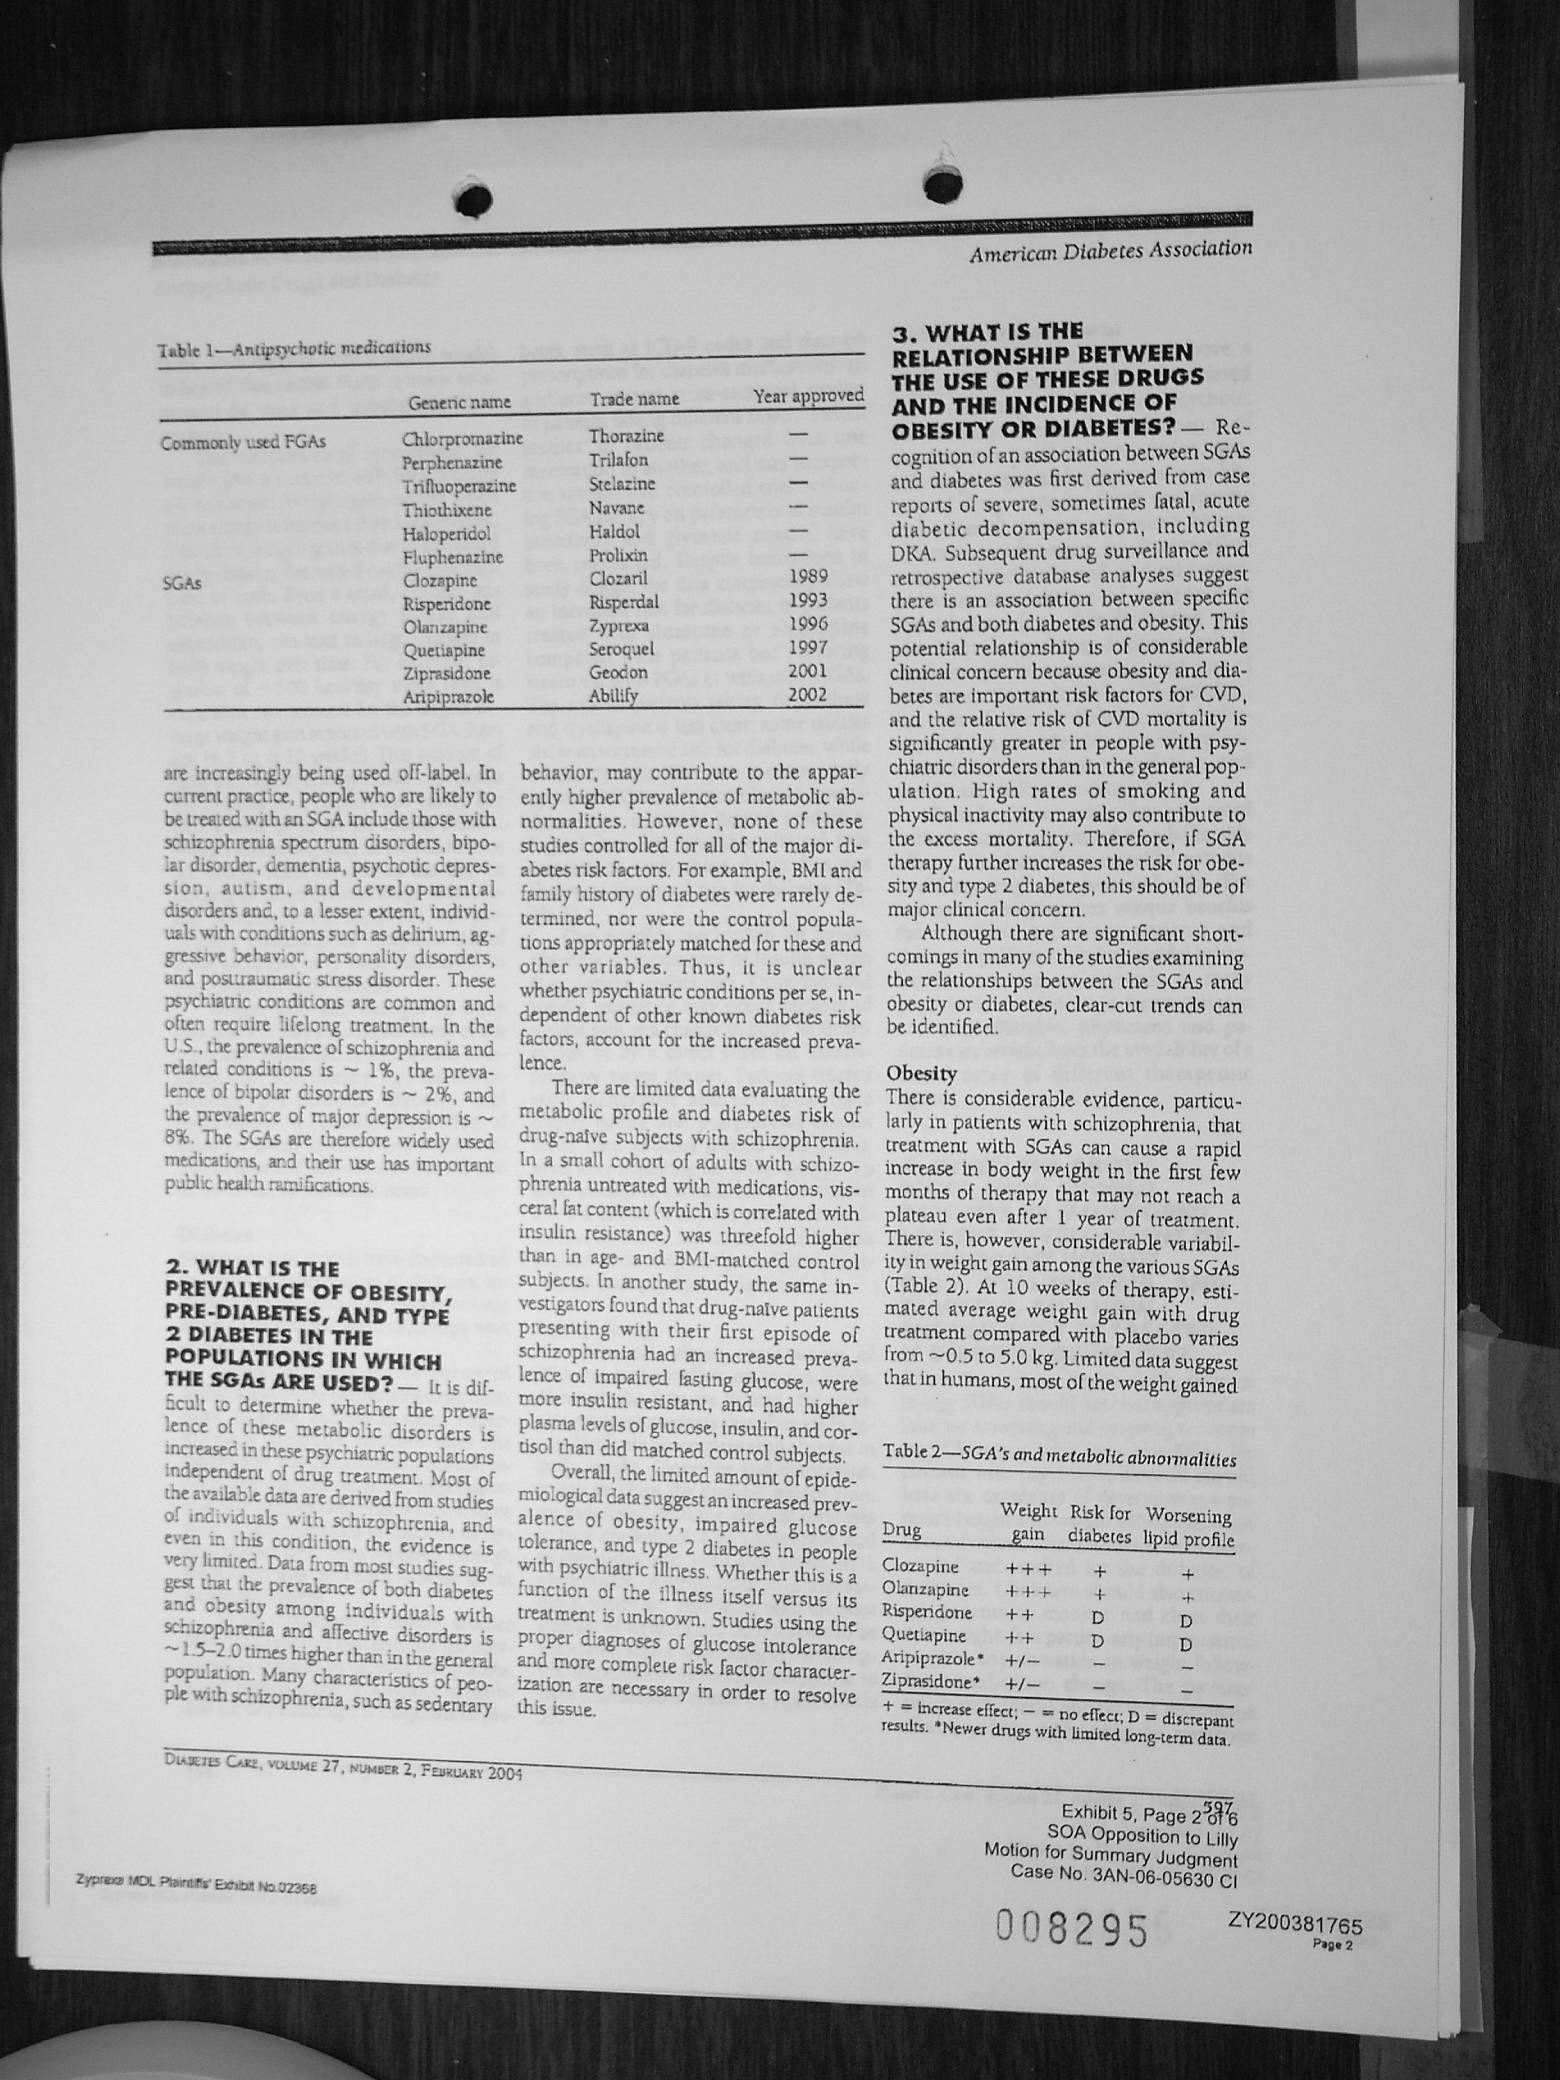 American Diabetes Association
Table 1—Antipsychotic medications
Generic name Trade name Year approved
Commonly used FGAs Chlorpromazine Thorazine —
Perphenazine Trilafon —
Trifluoperazine Stelazine —
Thiothixene Navane —
Haloperidol Haldol —
Fluphenazine Prolixin —
SGAs Clozapine Clozaril 1989
Risperidone Risperdal 1993
Olanzapine Zyprexa 1996
Quetiapine Seroquel 1997
Ziprasidone Geodon 2001
Aripiprazole Abilify 2002
are increasingly being used off-label. In
current practice, people who are likely to
be treated with an SGA include those with
schizophrenia spectrum disorders, bipo-
lar disorder, dementia, psychotic depres-
sion, autism, and developmental
disorders and, to a lesser extent, individ-
uals with conditions such as delirium, ag-
gressive behavior, personality disorders,
and posttraumatic stress disorder. These
psychiatric conditions are common and
often require lifelong treatment. In the
U.S., the prevalence of schizophrenia and
related conditions is ~ 1%, the preva-
lence of bipolar disorders is ~ 2%, and
the prevalence of major depression is ~
8%. The SGAs are therefore widely used
medications, and their use has important
public health ramifications.
2. WHAT IS THE
PREVALENCE OF OBESITY,
PRE-DIABETES, AND TYPE
2 DIABETES IN THE
POPULATIONS IN WHICH
THE SGAs ARE USED? — It is dif-
ficult to determine whether the preva-
lence of these metabolic disorders is
increased in these psychiatric populations
independent of drug treatment. Most of
the available data are derived from studies
of individuals with schizophrenia, and
even in this condition, the evidence is
very limited. Data from most studies sug-
gest that the prevalence of both diabetes
and obesity among individuals with
schizophrenia and affective disorders is
~1.5–2.0 times higher than in the general
population. Many characteristics of peo-
ple with schizophrenia, such as sedentary
behavior, may contribute to the appar-
ently higher prevalence of metabolic ab-
normalities. However, none of these
studies controlled for all of the major di-
abetes risk factors. For example, BMI and
family history of diabetes were rarely de-
termined, nor were the control popula-
tions appropriately matched for these and
other variables. Thus, it is unclear
whether psychiatric conditions per se, in-
dependent of other known diabetes risk
factors, account for the increased preva-
lence.
There are limited data evaluating the
metabolic profile and diabetes risk of
drug-naïve subjects with schizophrenia.
In a small cohort of adults with schizo-
phrenia untreated with medications, vis-
ceral fat content (which is correlated with
insulin resistance) was threefold higher
than in age- and BMI-matched control
subjects. In another study, the same in-
vestigators found that drug-naïve patients
presenting with their first episode of
schizophrenia had an increased preva-
lence of impaired fasting glucose, were
more insulin resistant, and had higher
plasma levels of glucose, insulin, and cor-
tisol than did matched control subjects.
Overall, the limited amount of epide-
miological data suggest an increased prev-
alence of obesity, impaired glucose
tolerance, and type 2 diabetes in people
with psychiatric illness. Whether this is a
function of the illness itself versus its
treatment is unknown. Studies using the
proper diagnoses of glucose intolerance
and more complete risk factor character-
ization are necessary in order to resolve
this issue.
3. WHAT IS THE
RELATIONSHIP BETWEEN
THE USE OF THESE DRUGS
AND THE INCIDENCE OF
OBESITY OR DIABETES? — Re-
cognition of an association between SGAs
and diabetes was first derived from case
reports of severe, sometimes fatal, acute
diabetic decompensation, including
DKA. Subsequent drug surveillance and
retrospective database analyses suggest
there is an association between specific
SGAs and both diabetes and obesity. This
potential relationship is of considerable
clinical concern because obesity and dia-
betes are important risk factors for CVD,
and the relative risk of CVD mortality is
significantly greater in people with psy-
chiatric disorders than in the general pop-
ulation. High rates of smoking and
physical inactivity may also contribute to
the excess mortality. Therefore, if SGA
therapy further increases the risk for obe-
sity and type 2 diabetes, this should be of
major clinical concern.
Although there are significant short-
comings in many of the studies examining
the relationships between the SGAs and
obesity or diabetes, clear-cut trends can
be identified.
Obesity
There is considerable evidence, particu-
larly in patients with schizophrenia, that
treatment with SGAs can cause a rapid
increase in body weight in the first few
months of therapy that may not reach a
plateau even after 1 year of treatment.
There is, however, considerable variabil-
ity in weight gain among the various SGAs
(Table 2). At 10 weeks of therapy, esti-
mated average weight gain with drug
treatment compared with placebo varies
from ~0.5 to 5.0 kg. Limited data suggest
that in humans, most of the weight gained
Table 2—SGA's and metabolic abnormalities
Weight Risk for Worsening
Drug gain diabetes lipid profile
Clozapine +++ + +
Olanzapine +++ + +
Risperidone ++ D D
Quetiapine ++ D D
Aripiprazole* +/− − −
Ziprasidone* +/− − −
+ = increase effect; − = no effect; D = discrepant
results. *Newer drugs with limited long-term data.
DIABETES CARE, VOLUME 27, NUMBER 2, FEBRUARY 2004
597
Exhibit 5, Page 2 of 6
SOA Opposition to Lilly
Motion for Summary Judgment
Case No. 3AN-06-05630 CI
Zyprexa MDL Plaintiffs' Exhibit No.02368
008295
ZY200381765
Page 2